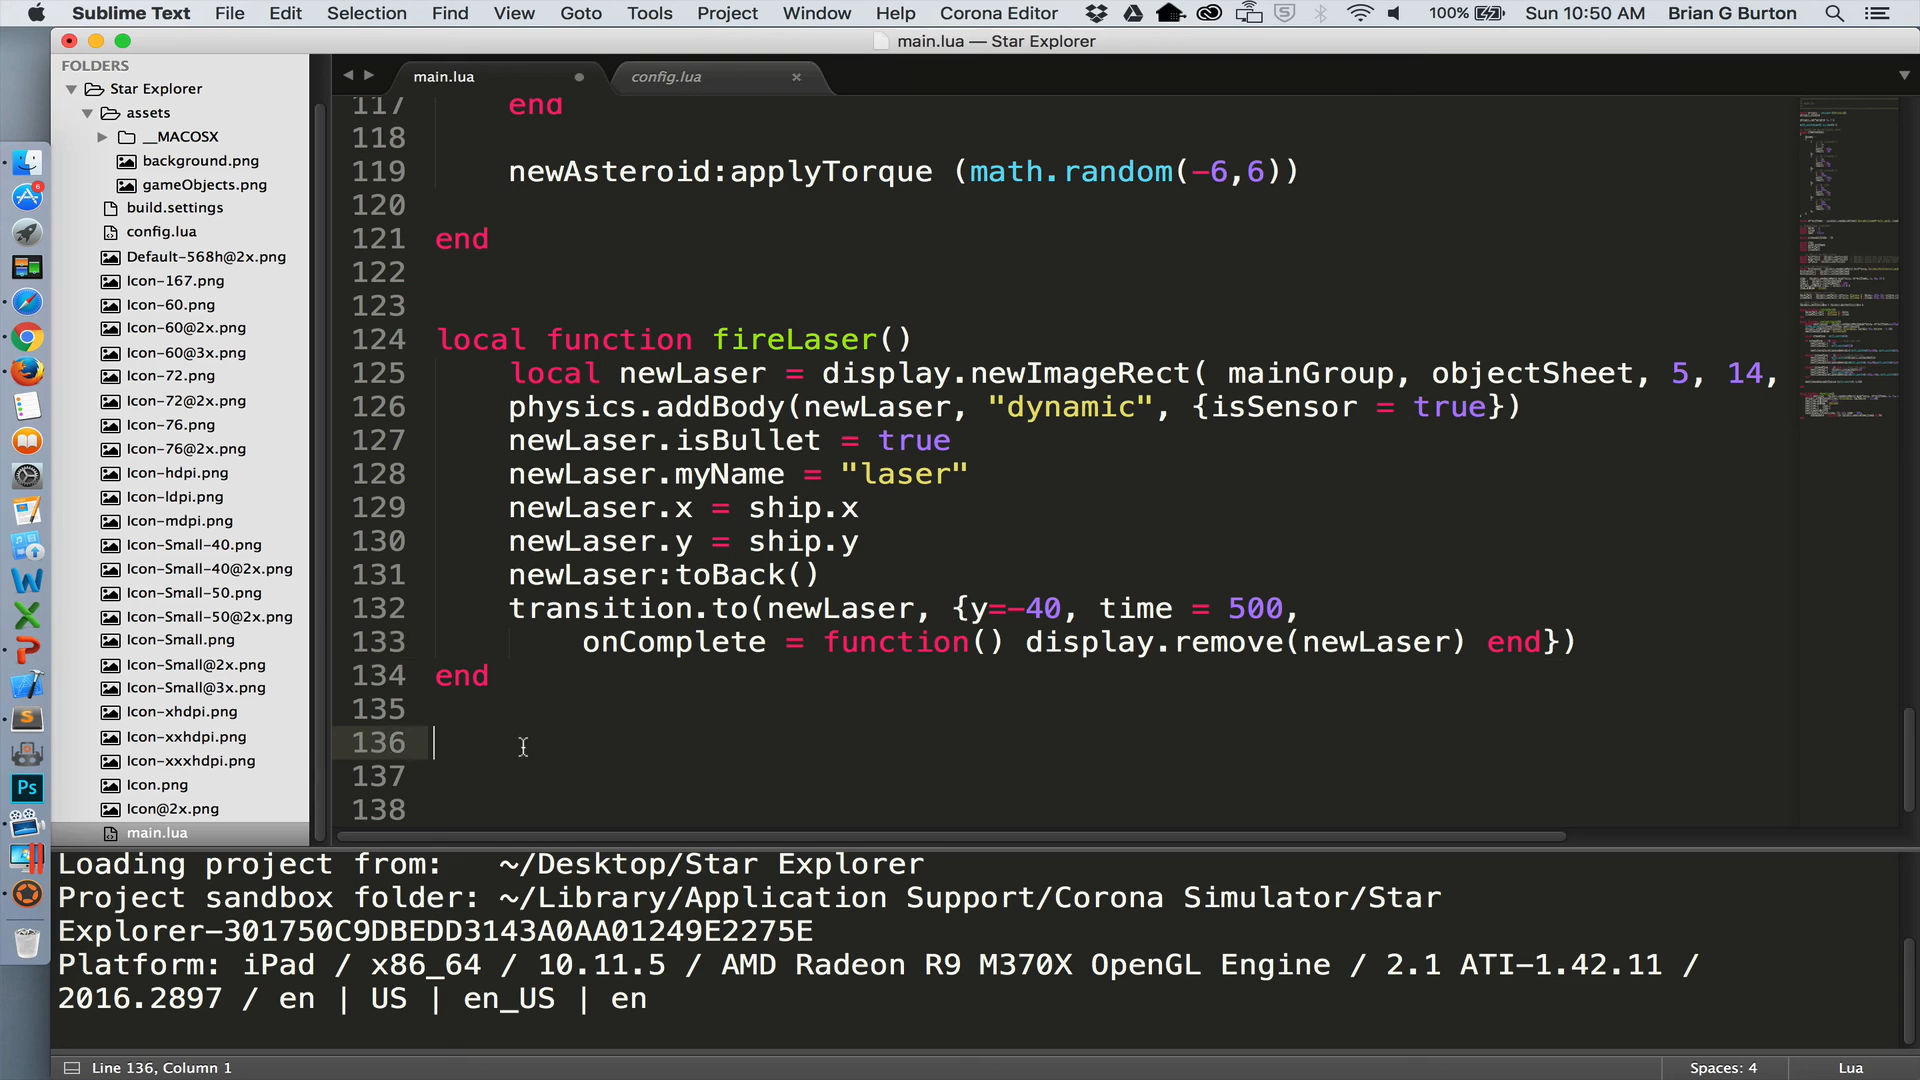 Sublime Text File Edit Selection Find View Goto Tools Project Window Help Corona Editor 100% Sun 10:50 AM Brian G Burton
main.lua — Star Explorer
FOLDERS
Star Explorer
assets
__MACOSX
background.png
gameObjects.png
build.settings
config.lua
Default-568h@2x.png
Icon-167.png
Icon-60.png
Icon-60@2x.png
Icon-60@3x.png
Icon-72.png
Icon-72@2x.png
Icon-76.png
Icon-76@2x.png
Icon-hdpi.png
Icon-ldpi.png
Icon-mdpi.png
Icon-Small-40.png
Icon-Small-40@2x.png
Icon-Small-50.png
Icon-Small-50@2x.png
Icon-Small.png
Icon-Small@2x.png
Icon-Small@3x.png
Icon-xhdpi.png
Icon-xxhdpi.png
Icon-xxxhdpi.png
Icon.png
Icon@2x.png
main.lua
main.lua config.lua
117 end
118
119 newAsteroid:applyTorque (math.random(-6,6))
120
121 end
122
123
124 local function fireLaser()
125 local newLaser = display.newImageRect( mainGroup, objectSheet, 5, 14,
126 physics.addBody(newLaser, "dynamic", {isSensor = true})
127 newLaser.isBullet = true
128 newLaser.myName = "laser"
129 newLaser.x = ship.x
130 newLaser.y = ship.y
131 newLaser:toBack()
132 transition.to(newLaser, {y=-40, time = 500,
133 onComplete = function() display.remove(newLaser) end})
134 end
135
136
137
138
Loading project from: ~/Desktop/Star Explorer
Project sandbox folder: ~/Library/Application Support/Corona Simulator/Star
Explorer-301750C9DBEDD3143A0AA01249E2275E
Platform: iPad / x86_64 / 10.11.5 / AMD Radeon R9 M370X OpenGL Engine / 2.1 ATI-1.42.11 /
2016.2897 / en | US | en_US | en
Line 136, Column 1 Spaces: 4 Lua